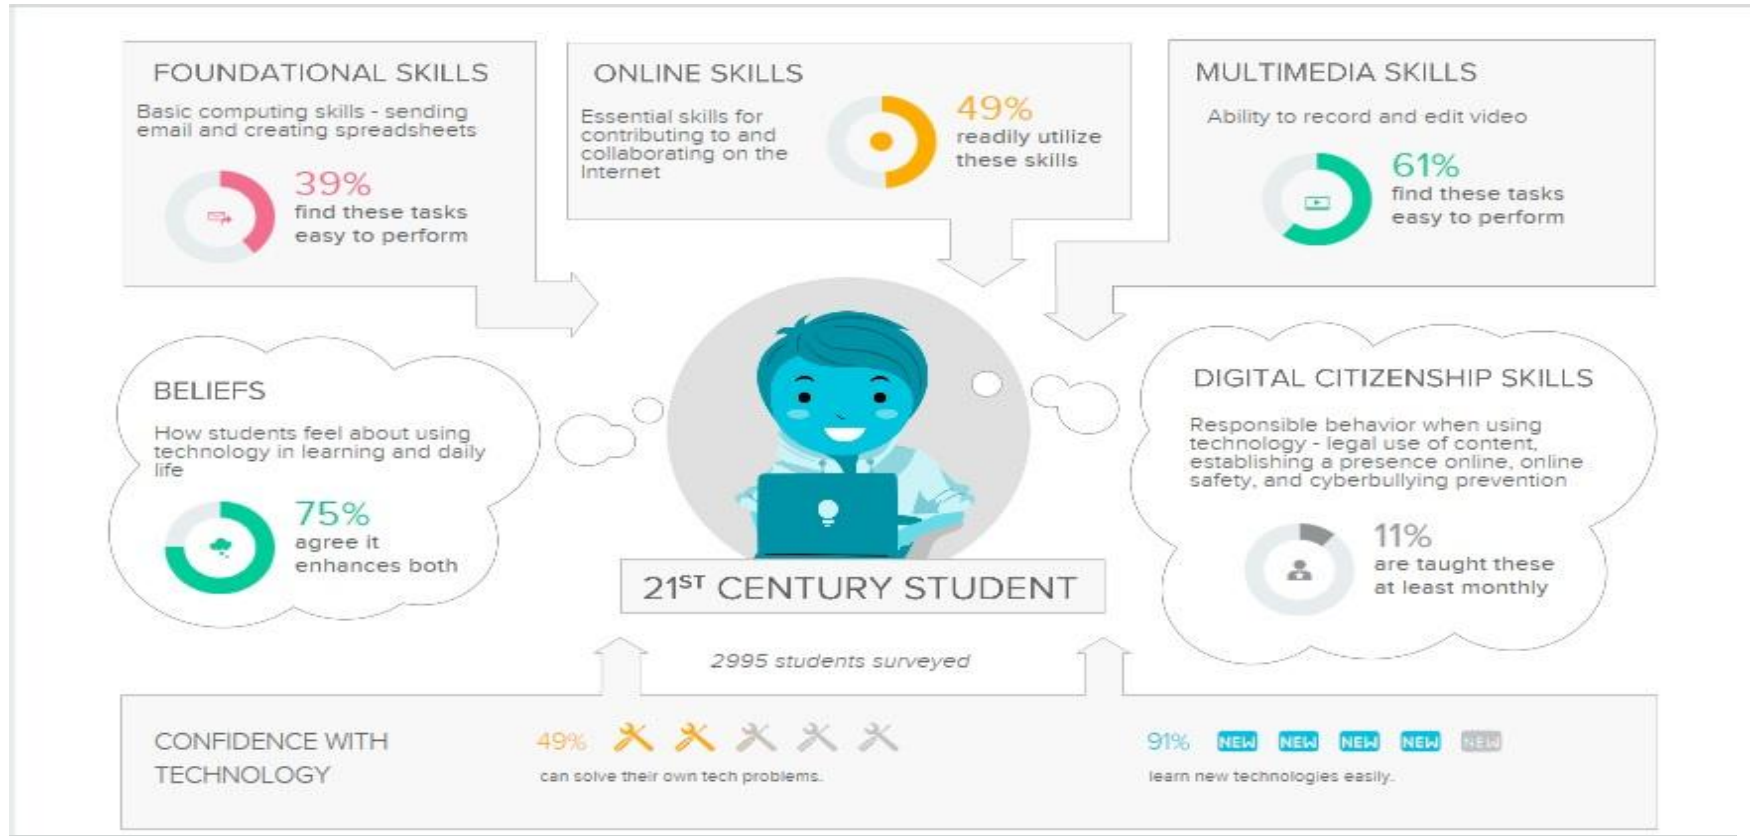 FOUNDATIONAL SKILLS
Basic computing skills - sending
email and creating spreadsheets
39%
find these tasks
easy to perform
ONLINE SKILLS
Essential skills for
contributing to and
collaborating on the
Internet
49%
readily utilize
these skills
MULTIMEDIA SKILLS
Ability to record and edit video
61%
find these tasks
easy to perform
BELIEFS
How students feel about using
technology in learning and daily
life
75%
agree it
enhances both
DIGITAL CITIZENSHIP SKILLS
Responsible behavior when using
technology - legal use of content,
establishing a presence online, online
safety, and cyberbullying prevention
11%
are taught these
at least monthly
21ST CENTURY STUDENT
2995 students surveyed
CONFIDENCE WITH
TECHNOLOGY
49%
can solve their own tech problems.
91% NEW NEW NEW NEW NEW
learn new technologies easily.